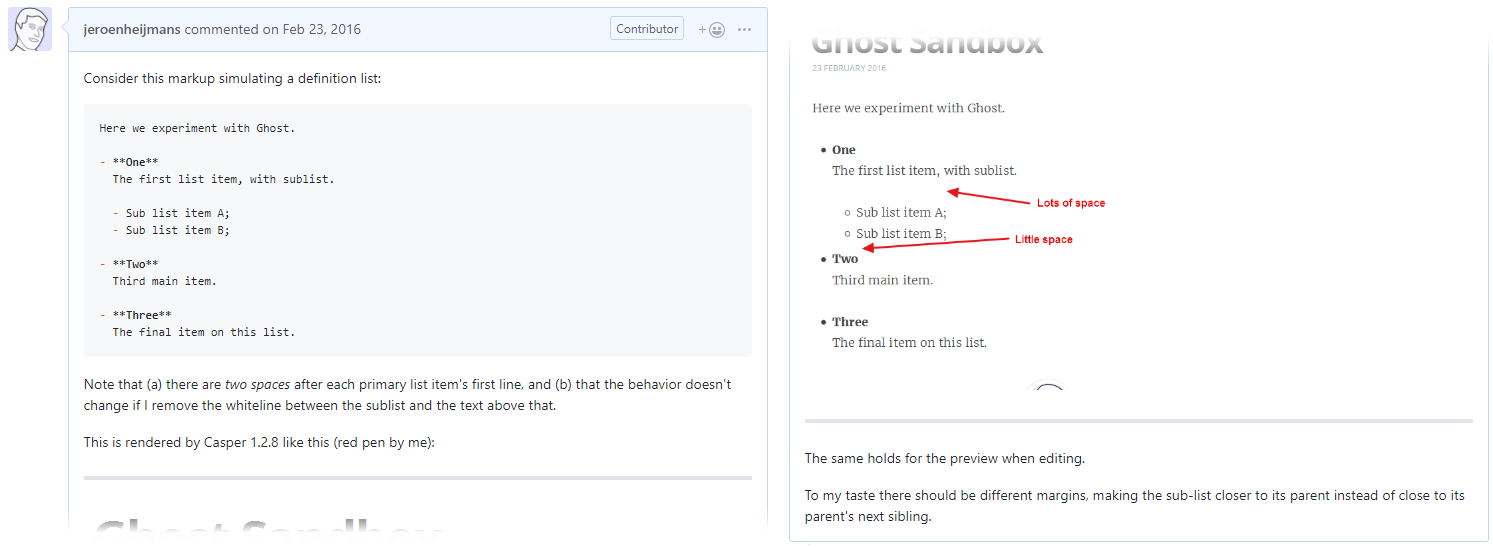 jeroenheijmans commented on Feb 23, 2016
Contributor
Consider this markup simulating a definition list:
Here we experiment with Ghost.
- **One**
The first list item, with sublist.
- Sub list item A;
- Sub list item B;
- **Two**
Third main item.
- **Three**
The final item on this list.
Note that (a) there are two spaces after each primary list item's first line, and (b) that the behavior doesn't
change if I remove the whiteline between the sublist and the text above that.
This is rendered by Casper 1.2.8 like this (red pen by me):
Ghost Sandbox
Ghost Sandbox
23 FEBRUARY 2016
Here we experiment with Ghost.
• One
The first list item, with sublist.
Lots of space
○ Sub list item A;
○ Sub list item B;
Little space
• Two
Third main item.
• Three
The final item on this list.
The same holds for the preview when editing.
To my taste there should be different margins, making the sub-list closer to its parent instead of close to its
parent's next sibling.